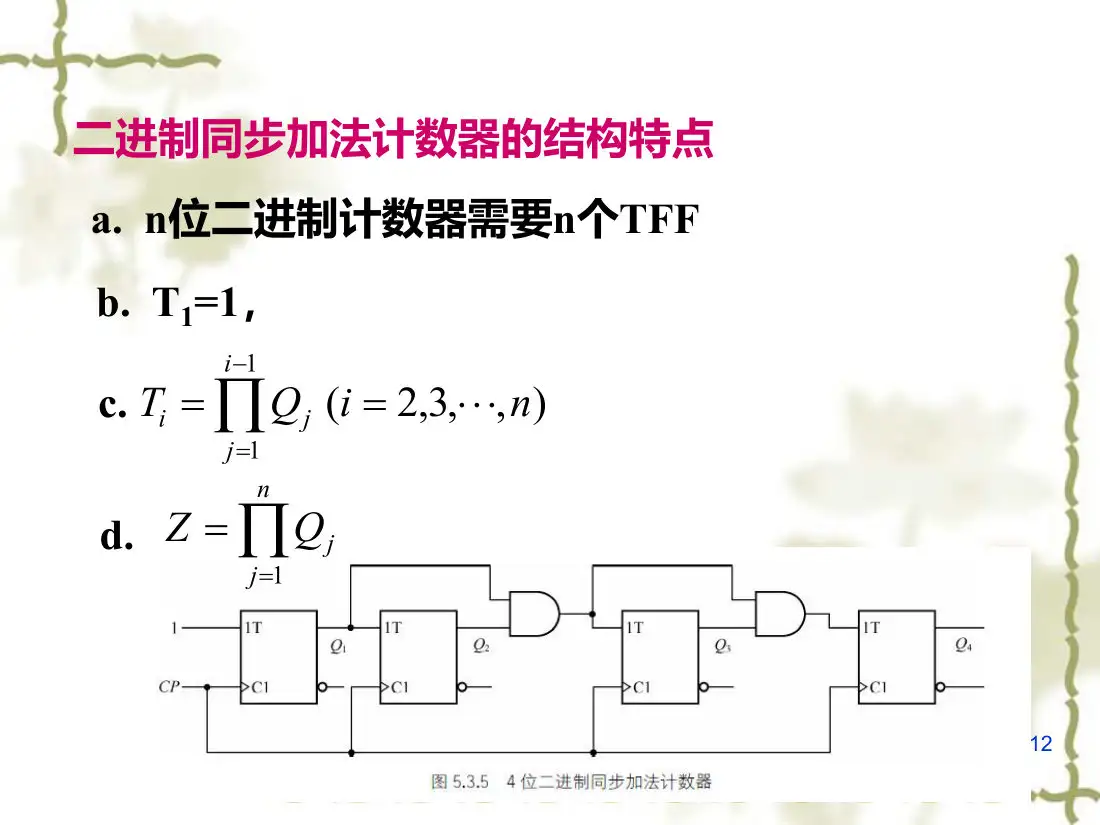 二进制同步加法计数器的结构特点
a. n位二进制计数器需要n个TFF
b. T₁=1，
c. Tᵢ = ∏_{j=1}^{i−1} Qⱼ (i = 2,3,⋯,n)
d. Z = ∏_{j=1}^{n} Qⱼ
1 1T Q₁ 1T Q₂ 1T Q₃ 1T Q₄
CP C1 C1 C1 C1
12
图 5.3.5 4 位二进制同步加法计数器